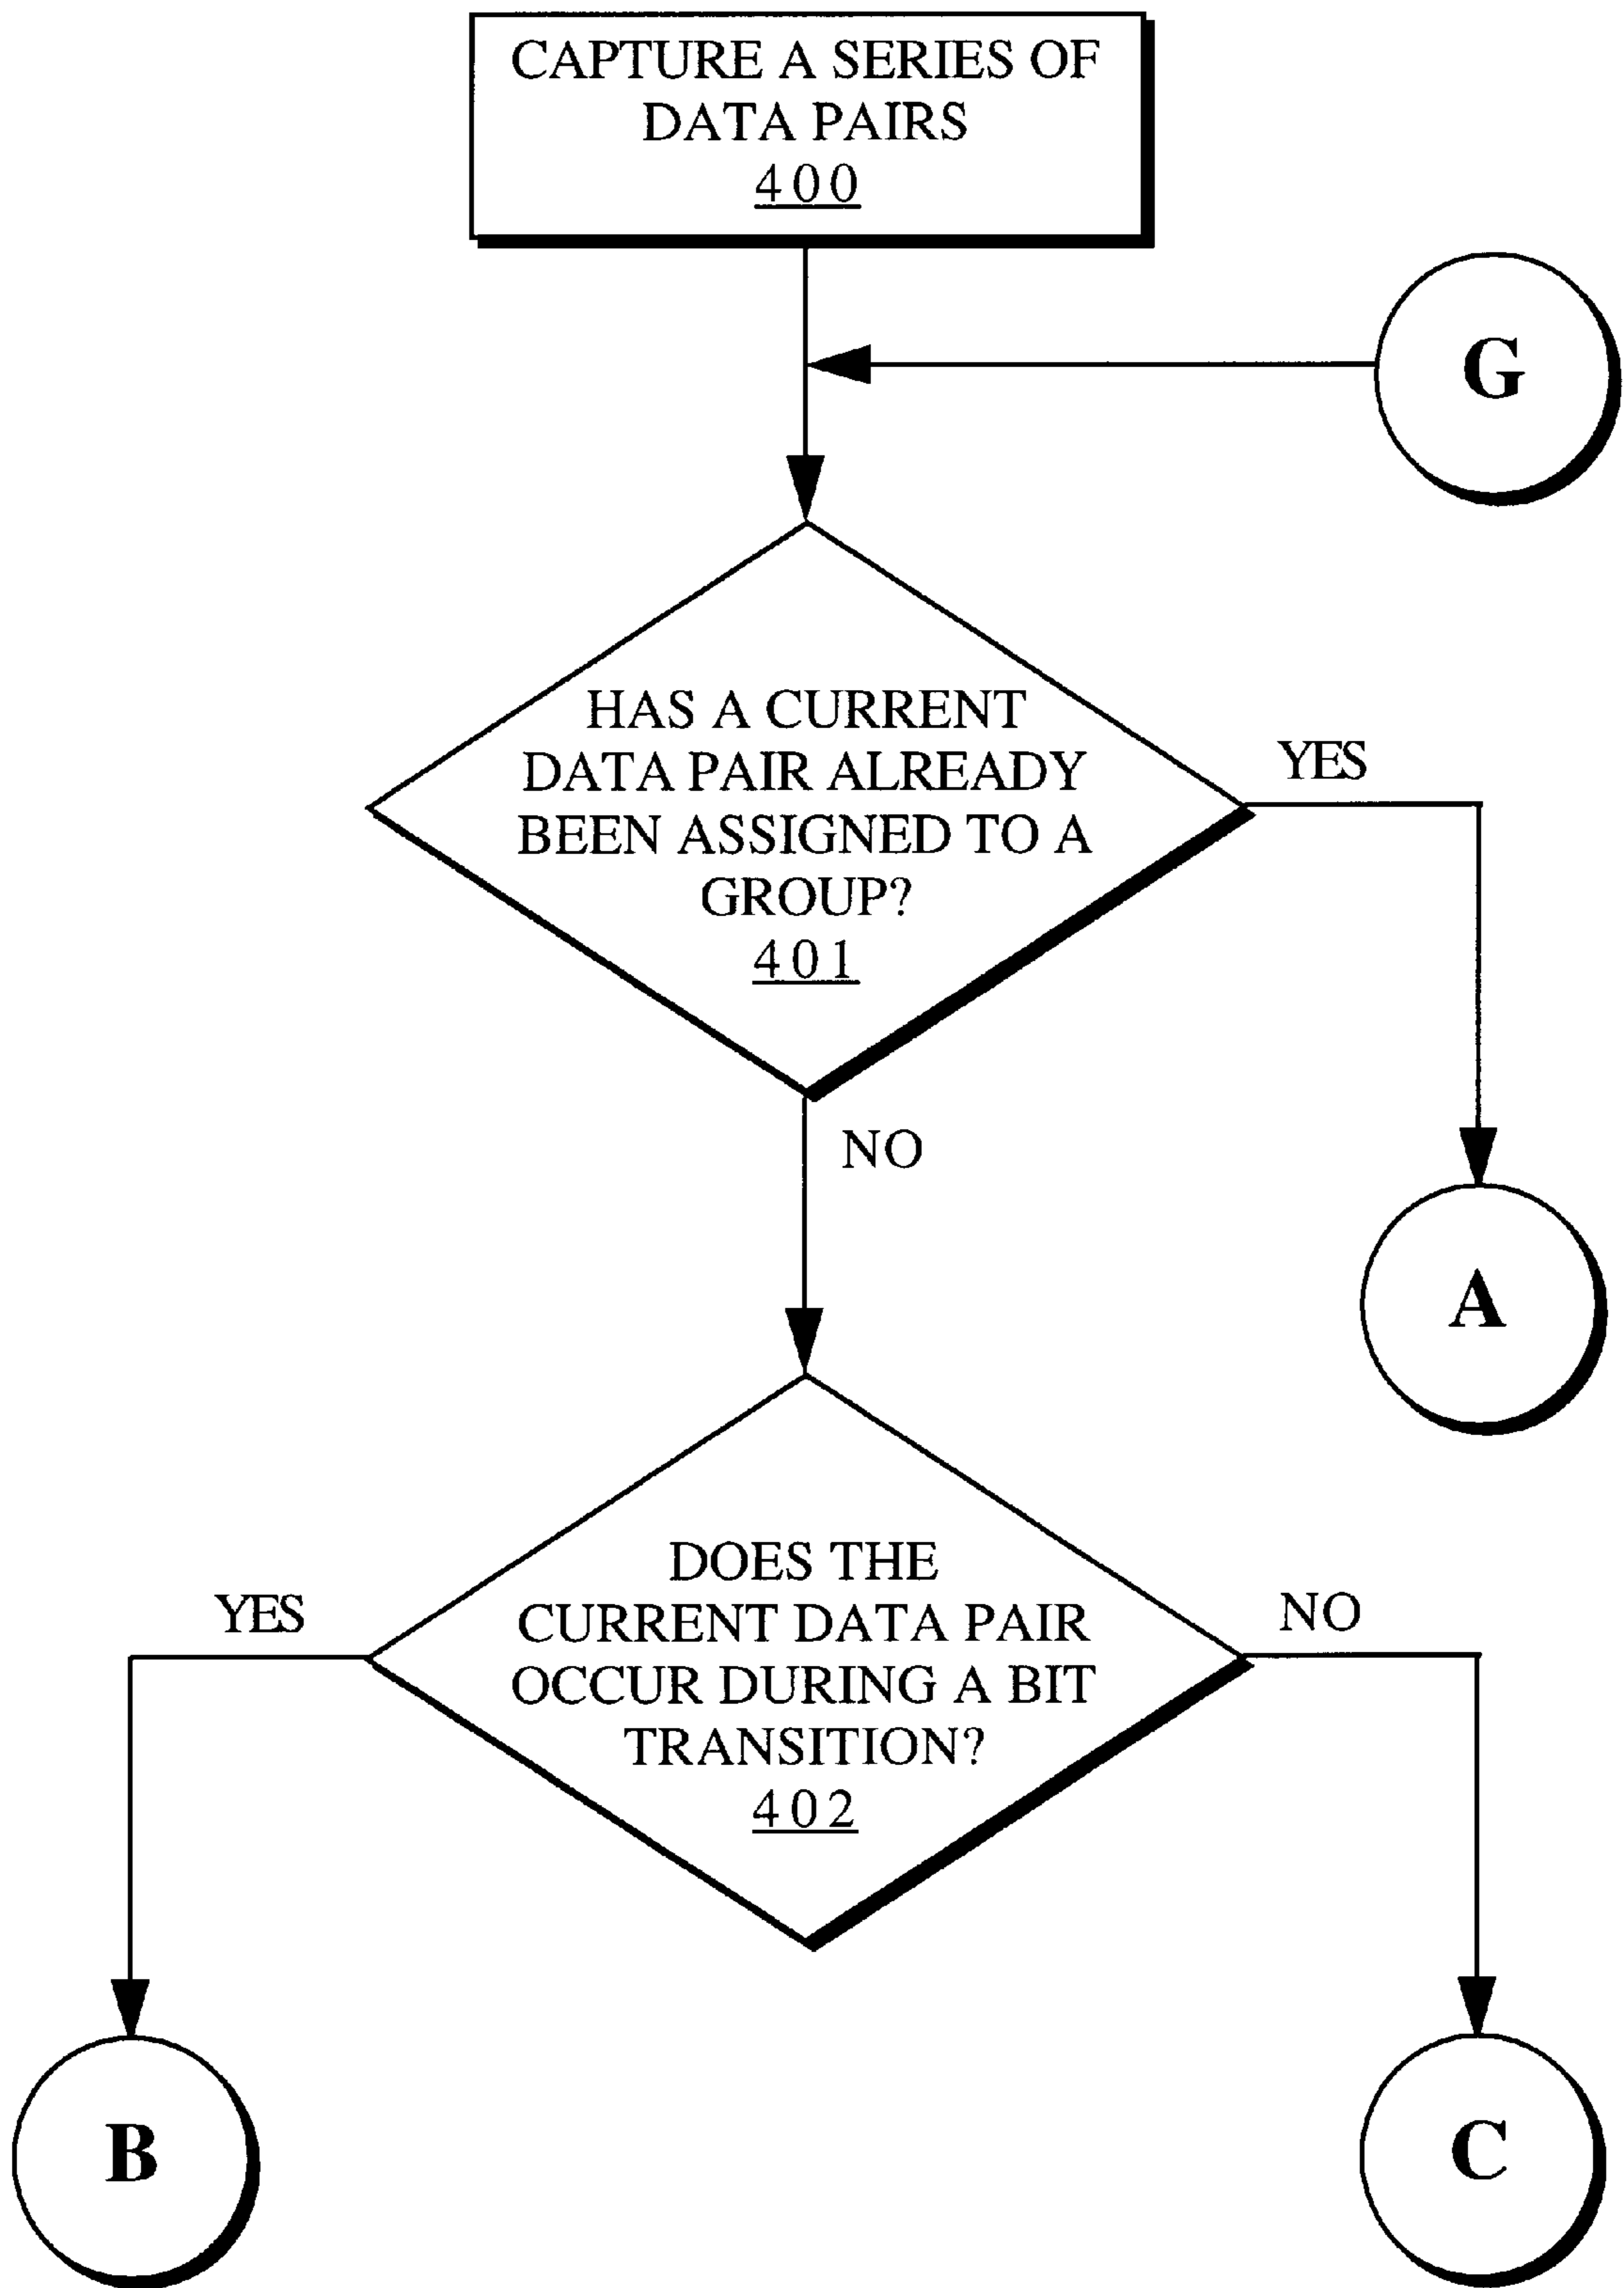 CAPTURE A SERIES OF
DATA PAIRS
400
G
HAS A CURRENT
DATA PAIR ALREADY
BEEN ASSIGNED TO A
GROUP?
401
YES
NO
A
DOES THE
CURRENT DATA PAIR
OCCUR DURING A BIT
TRANSITION?
402
YES
NO
B
C